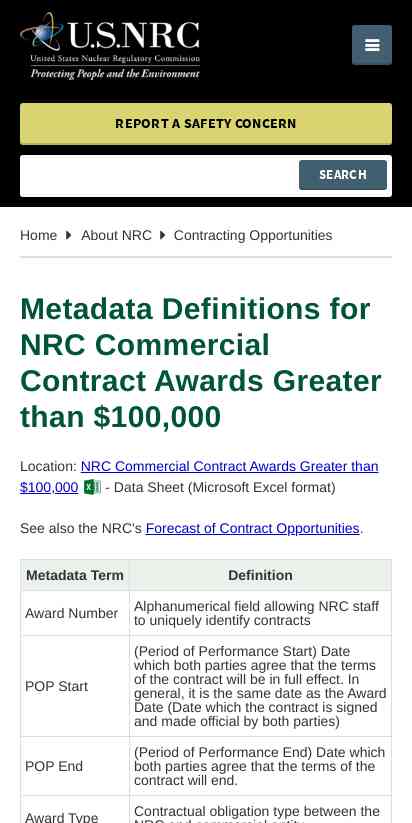 U.S.NRC
United States Nuclear Regulatory Commission
Protecting People and the Environment
REPORT A SAFETY CONCERN
SEARCH
Home About NRC Contracting Opportunities
Metadata Definitions for
NRC Commercial
Contract Awards Greater
than $100,000
Location: NRC Commercial Contract Awards Greater than
$100,000 - Data Sheet (Microsoft Excel format)
See also the NRC's Forecast of Contract Opportunities.
Metadata Term Definition
Award Number
Alphanumerical field allowing NRC staff
to uniquely identify contracts
POP Start
(Period of Performance Start) Date
which both parties agree that the terms
of the contract will be in full effect. In
general, it is the same date as the Award
Date (Date which the contract is signed
and made official by both parties)
POP End
(Period of Performance End) Date which
both parties agree that the terms of the
contract will end.
Award Type
Contractual obligation type between the
NRC and commercial entity